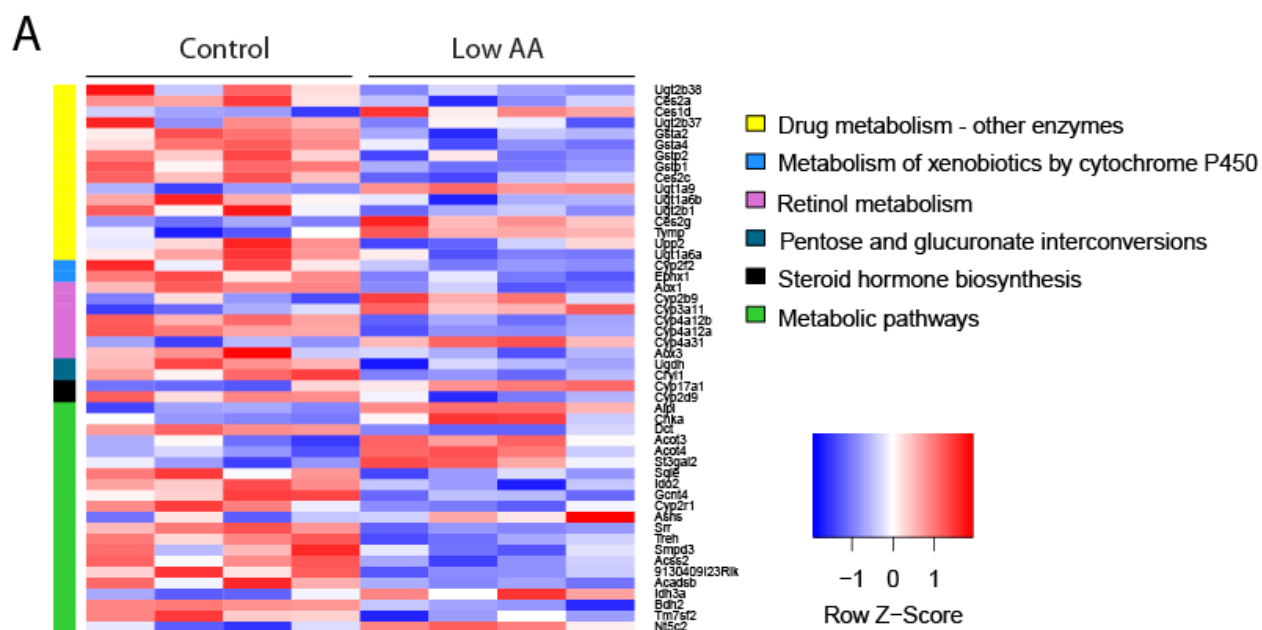 A
Control
Low AA
Ugt2b38
Ces2a
Ces1d
Ugt2b37
Gsta2
Gsta4
Gstp2
Gstp1
Ces2c
Ugt1a9
Ugt1a6b
Ugt2b1
Ces2g
Tymp
Upp2
Ugt1a6a
Cyp2f2
Ephx1
Aox1
Cyp2b9
Cyp3a11
Cyp4a12b
Cyp4a12a
Cyp4a31
Aox3
Ugdh
Cryl1
Cyp17a1
Cyp2d9
Alpl
Chka
Dct
Acot3
Acot4
St3gal2
Sqle
Ido2
Gcnt4
Cyp2r1
Ashs
Srr
Treh
Smpd3
Acss2
9130409I23Rik
Acadsb
Idh3a
Bdh2
Tm7sf2
Nt5c2
Drug metabolism - other enzymes
Metabolism of xenobiotics by cytochrome P450
Retinol metabolism
Pentose and glucuronate interconversions
Steroid hormone biosynthesis
Metabolic pathways
−1 0 1
Row Z−Score